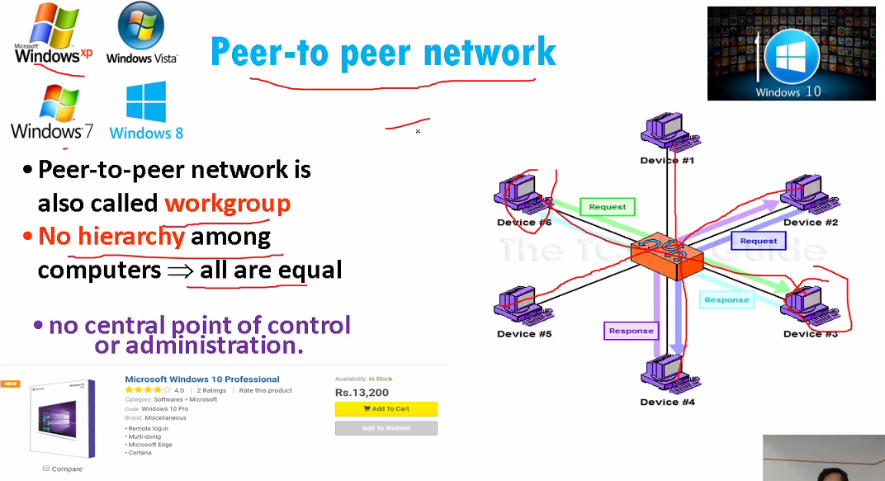 Microsoft
Windows xp
Windows Vista
Windows 7
Windows 8
Peer-to peer network
Windows 10
• Peer-to-peer network is
also called workgroup
• No hierarchy among
computers ⇒ all are equal
• no central point of control
or administration.
Device #1
Device #6
Request
Device #2
Request
The TC
Guide
Response
Device #5
Response
Device #3
Device #4
NEW
Microsoft Windows 10 Professional
4.0 | 2 Ratings | Rate this product
Category: Softwares > Microsoft
Code: Windows 10 Pro
Brand: Miscellaneous
• Remote log-in
• Multi-doing
• Microsoft Edge
• Cortana
Compare
Availability: In Stock
Rs.13,200
Add To Cart
Add To Wishlist